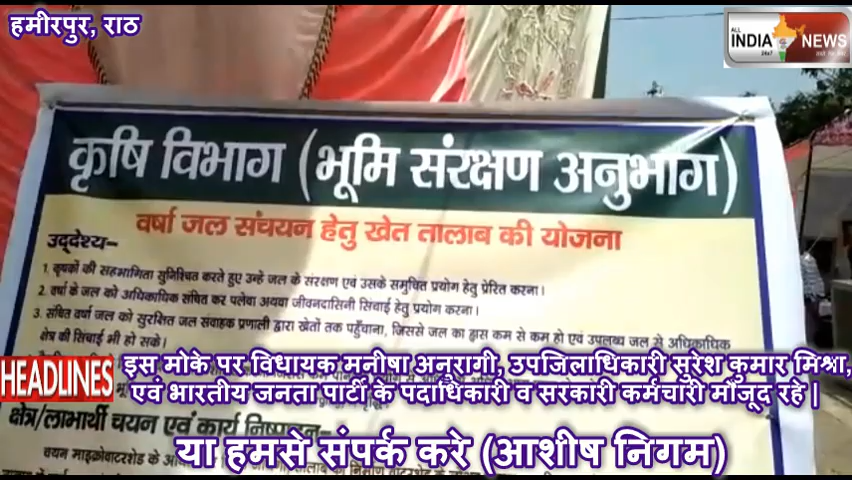 हमीरपुर, राठ
ALL
INDIA NEWS
24x7
कृषि विभाग (भूमि संरक्षण अनुभाग)
वर्षा जल संचयन हेतु खेत तालाब की योजना
उद्देश्य–
1. कृषकों की सहभागिता सुनिश्चित करते हुए उन्हे जल के संरक्षण एवं उसके समुचित प्रयोग हेतु प्रेरित करना।
2. वर्षा के जल को अधिकाधिक संचित कर पलेवा अथवा जीवनदायिनी सिंचाई हेतु प्रयोग करना।
3. संचित वर्षा जल को सुरक्षित जल संवाहक प्रणाली द्वारा खेतों तक पहुँचाना, जिससे जल का ह्रास कम से कम हो एवं उपलब्ध जल से अधिकाधिक
क्षेत्र की सिंचाई भी हो सके।
HEADLINES
इस मोके पर विधायक मनीषा अनुरागी, उपजिलाधिकारी सुरेश कुमार मिश्रा,
एवं भारतीय जनता पार्टी के पदाधिकारी व सरकारी कर्मचारी मौजूद रहे |
क्षेत्र/लाभार्थी चयन एवं कार्य निष्पादन–
या हमसे संपर्क करे (आशीष निगम)
चयन माइक्रोवाटरशेड के